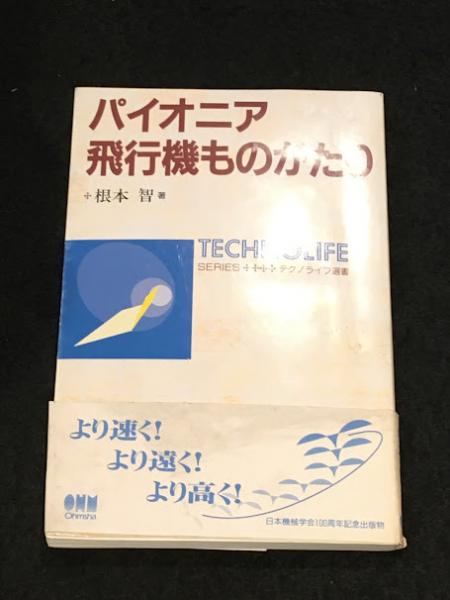 パイオニア
飛行機ものがたり
根本 智 著
TECHNOLIFE
SERIES テクノライフ選書
より速く!
より遠く!
より高く!
OHM
Ohmsha
日本機械学会100周年記念出版物